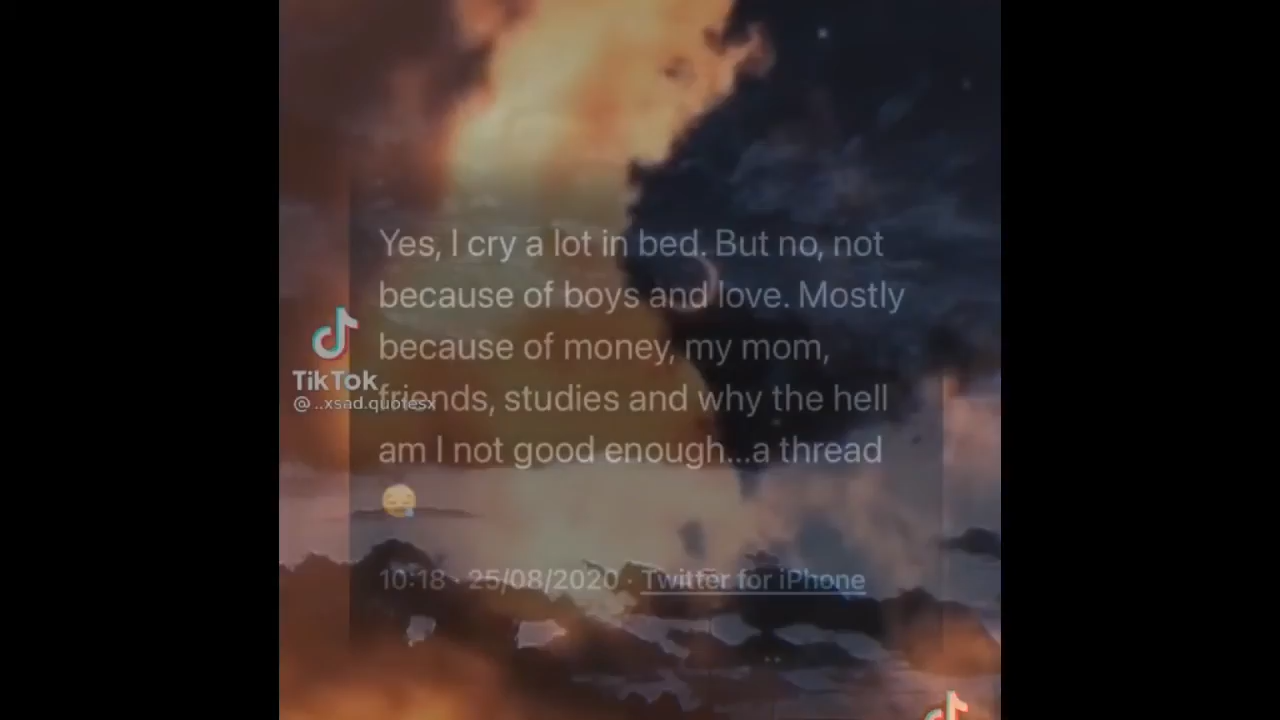 Yes, I cry a lot in bed. But no, not
because of boys and love. Mostly
because of money, my mom,
friends, studies and why the hell
am I not good enough...a thread
😔
10:18 · 25/08/2020 · Twitter for iPhone
TikTok
@ ..xsad.quotesx